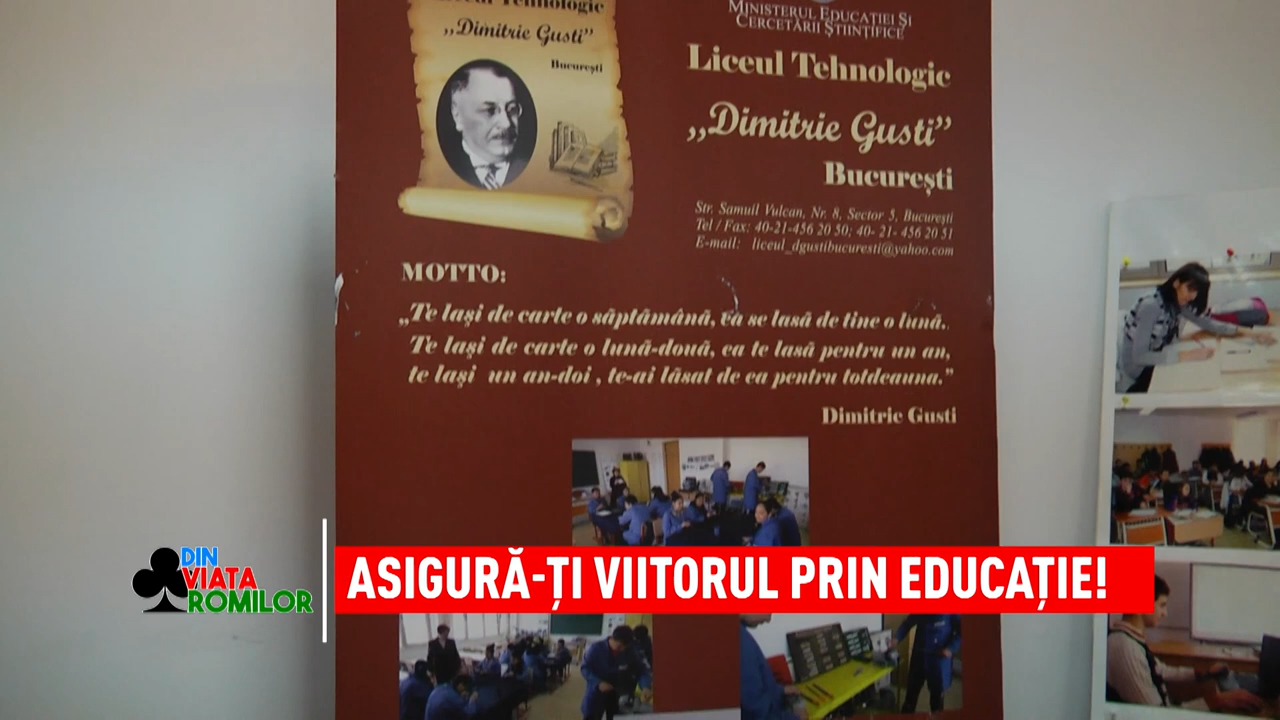 Liceul Tehnologic
„Dimitrie Gusti”
București
Ministerul Educației Și
Cercetării Științifice
Liceul Tehnologic
„Dimitrie Gusti”
București
Str. Samuil Vulcan, Nr. 8, Sector 5, București
Tel / Fax: 40-21-456 20 50; 40- 21- 456 20 51
E-mail: liceul_dgustibucuresti@yahoo.com
MOTTO:
„Te lași de carte o săptămână, ea se lasă de tine o lună.
Te lași de carte o lună-două, ea te lasă pentru un an,
te lași un an-doi , te-ai lăsat de ea pentru totdeauna.”
Dimitrie Gusti
DIN
VIATA
ROMILOR
ASIGURĂ-ȚI VIITORUL PRIN EDUCAȚIE!